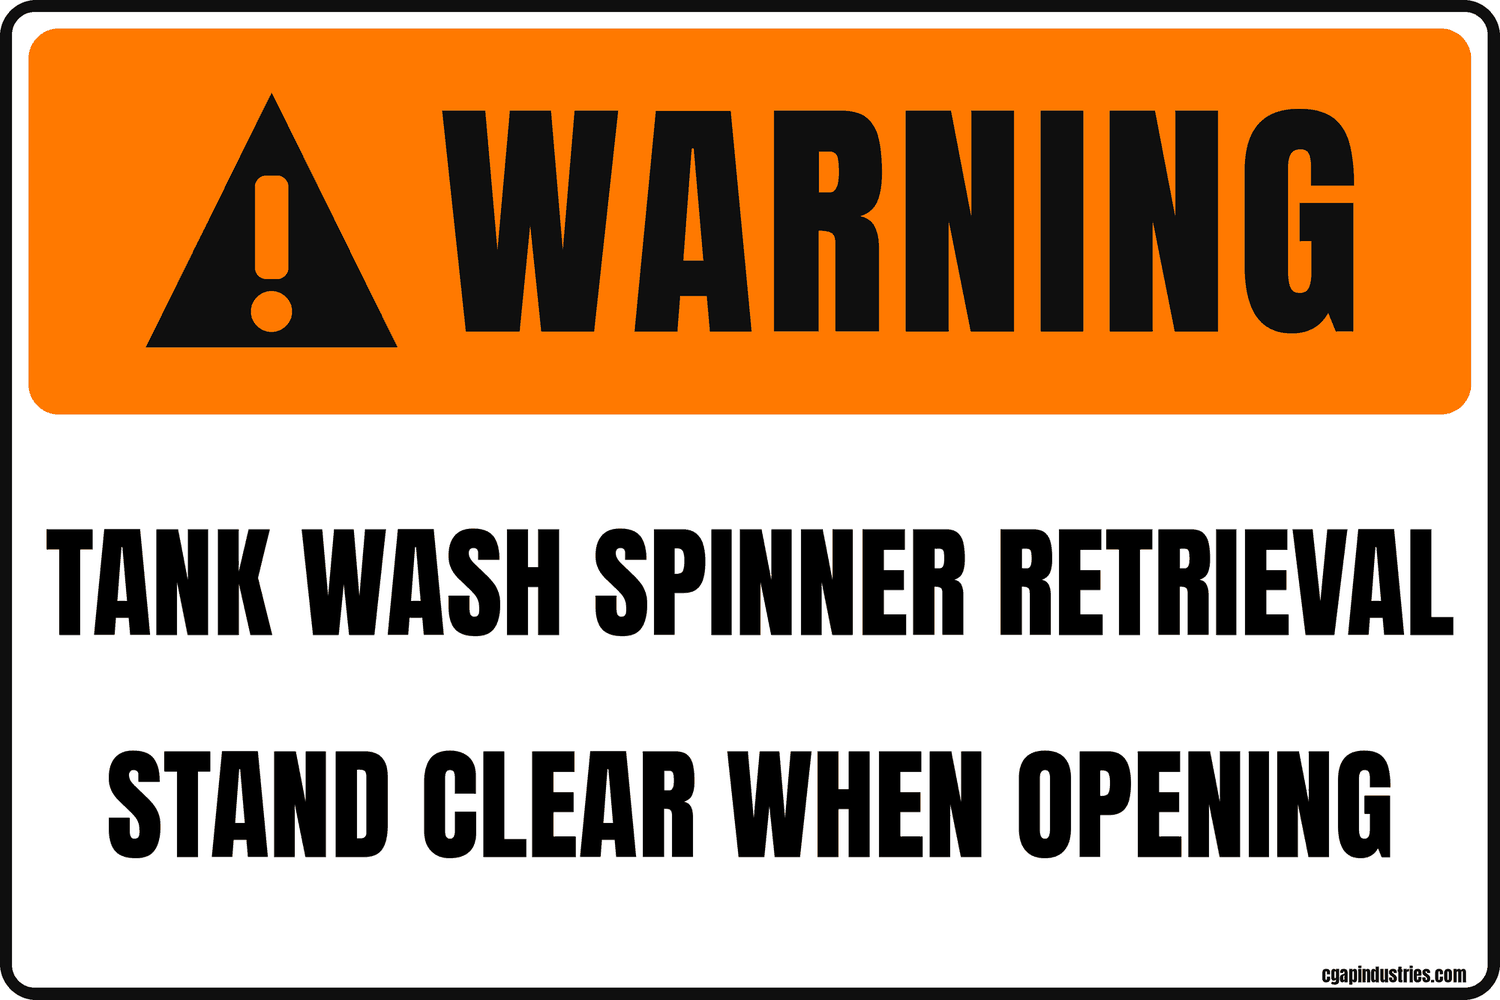 WARNING
TANK WASH SPINNER RETRIEVAL
STAND CLEAR WHEN OPENING
cgapindustries.com